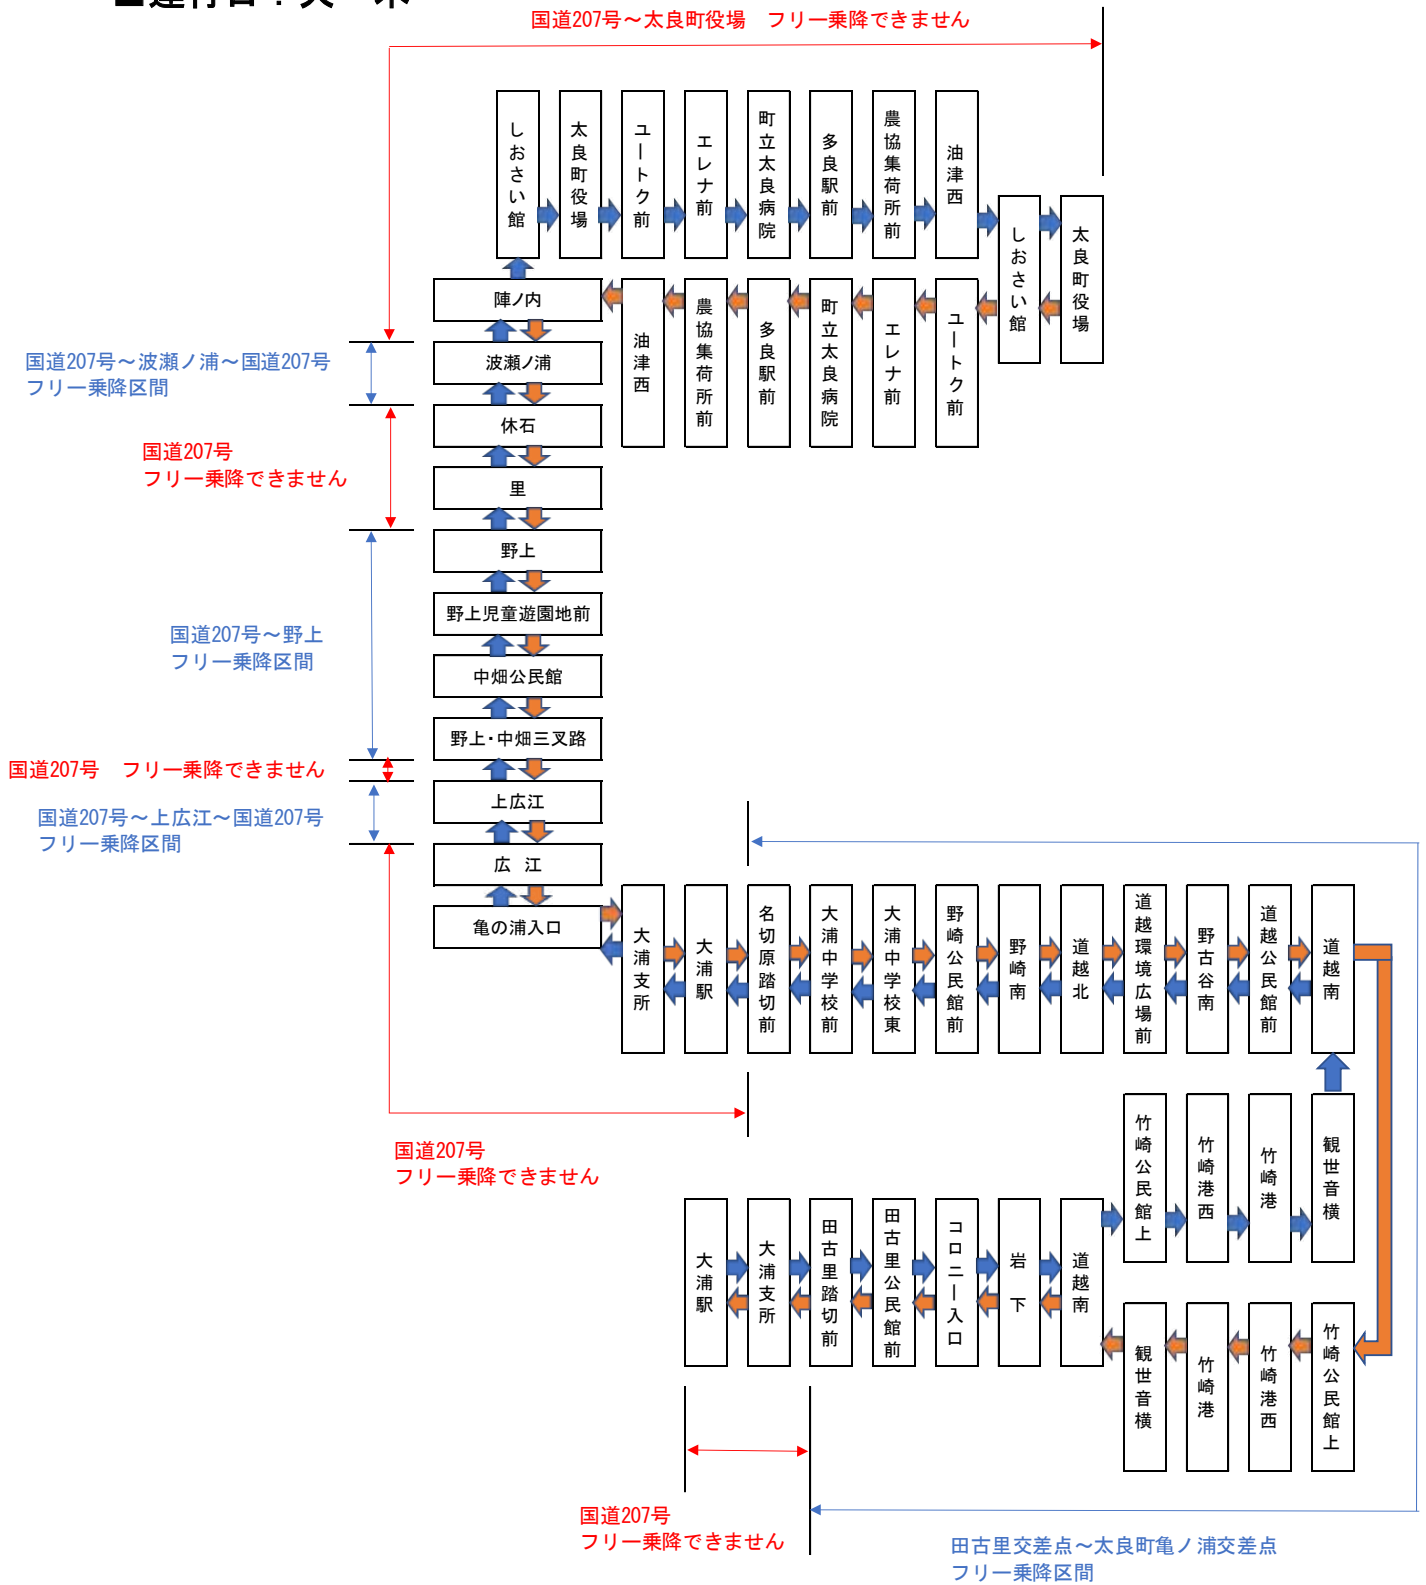 国道207号～太良町役場　フリー乗降できません
しおさい館
太良町役場
ユートク前
エレナ前
町立太良病院
多良駅前
農協集荷所前
油津西
しおさい館
太良町役場
陣ノ内
油津西
農協集荷所前
多良駅前
町立太良病院
エレナ前
ユートク前
国道207号～波瀬ノ浦～国道207号
フリー乗降区間
波瀬ノ浦
休石
国道207号
フリー乗降できません
里
野上
野上児童遊園地前
国道207号～野上
フリー乗降区間
中畑公民館
野上・中畑三叉路
国道207号　フリー乗降できません
上広江
国道207号～上広江～国道207号
フリー乗降区間
広　江
亀の浦入口
大浦支所
大浦駅
名切原踏切前
大浦中学校前
大浦中学校東
野崎公民館前
野崎南
道越北
道越環境広場前
野古谷南
道越公民館前
道越南
国道207号
フリー乗降できません
竹崎公民館上
竹崎港西
竹崎港
観世音横
大浦駅
大浦支所
田古里踏切前
田古里公民館前
コロニー入口
岩　下
道越南
観世音横
竹崎港
竹崎港西
竹崎公民館上
国道207号
フリー乗降できません
田古里交差点～太良町亀ノ浦交差点
フリー乗降区間